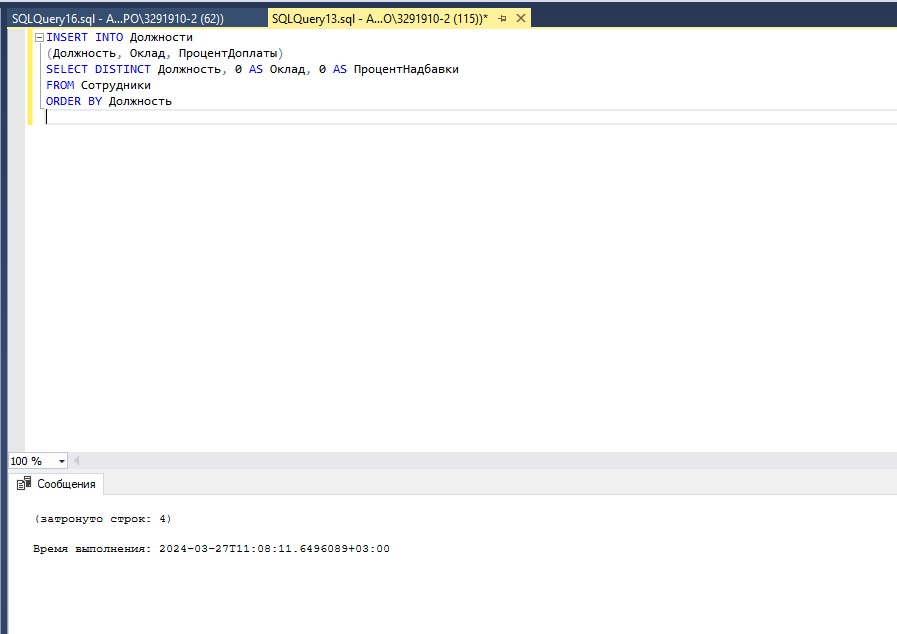 SQLQuery16.sql - A...PO\3291910-2 (62))
SQLQuery13.sql - A...O\3291910-2 (115))*
INSERT INTO Должности
(Должность, Оклад, ПроцентДоплаты)
SELECT DISTINCT Должность, 0 AS Оклад, 0 AS ПроцентНадбавки
FROM Сотрудники
ORDER BY Должность
100 %
Сообщения
(затронуто строк: 4)
Время выполнения: 2024-03-27T11:08:11.6496089+03:00